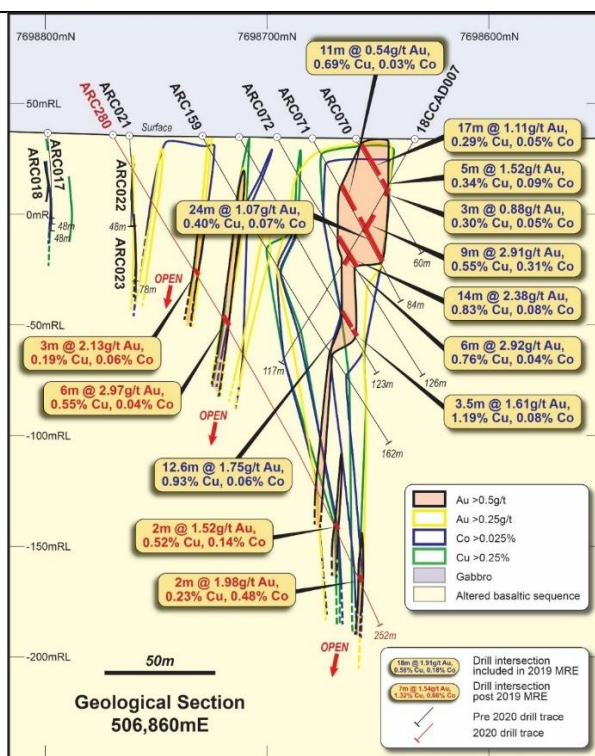 7698800mN
7698700mN
7698600mN
11m @ 0.54g/t Au,
0.69% Cu, 0.03% Co
50mRL
ARC280
ARC021
ARC159
ARC072
ARC071
ARC070
18CCAD007
Surface
17m @ 1.11g/t Au,
0.29% Cu, 0.05% Co
5m @ 1.52g/t Au,
0.34% Cu, 0.09% Co
3m @ 0.88g/t Au,
0.30% Cu, 0.05% Co
9m @ 2.91g/t Au,
0.55% Cu, 0.31% Co
14m @ 2.38g/t Au,
0.83% Cu, 0.08% Co
6m @ 2.92g/t Au,
0.76% Cu, 0.04% Co
3.5m @ 1.61g/t Au,
1.19% Cu, 0.08% Co
ARC018
ARC017
ARC022
ARC023
0mRL
48m
48m
48m
78m
24m @ 1.07g/t Au,
0.40% Cu, 0.07% Co
60m
84m
OPEN
-50mRL
3m @ 2.13g/t Au,
0.19% Cu, 0.06% Co
117m
123m
126m
6m @ 2.97g/t Au,
0.55% Cu, 0.04% Co
OPEN
162m
-100mRL
12.6m @ 1.75g/t Au,
0.93% Cu, 0.06% Co
2m @ 1.52g/t Au,
0.52% Cu, 0.14% Co
-150mRL
2m @ 1.98g/t Au,
0.23% Cu, 0.48% Co
252m
OPEN
-200mRL
50m
Geological Section
506,860mE
Au >0.5g/t
Au >0.25g/t
Co >0.025%
Cu >0.25%
Gabbro
Altered basaltic sequence
Drill intersection
included in 2019 MRE
Drill intersection
post 2019 MRE
Pre 2020 drill trace
2020 drill trace